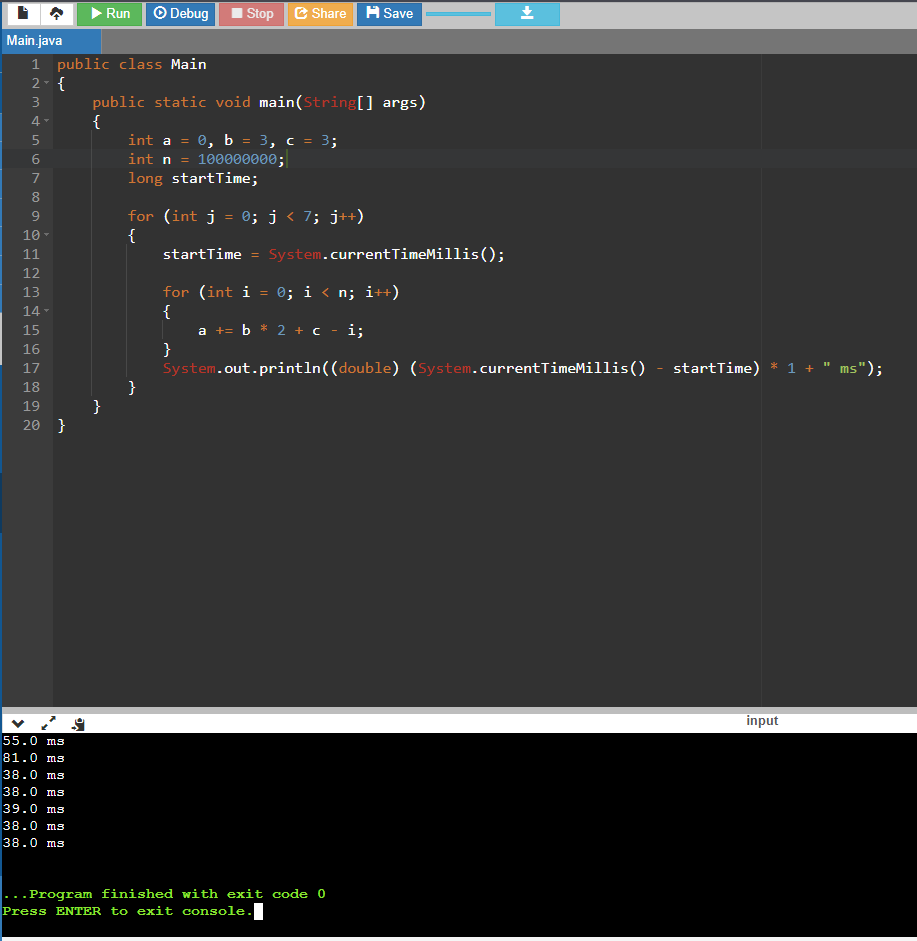 Run Debug Stop Share Save
Main.java
1 public class Main
2 {
3 public static void main(String[] args)
4 {
5 int a = 0, b = 3, c = 3;
6 int n = 100000000;
7 long startTime;
8
9 for (int j = 0; j < 7; j++)
10 {
11 startTime = System.currentTimeMillis();
12
13 for (int i = 0; i < n; i++)
14 {
15 a += b * 2 + c - i;
16 }
17 System.out.println((double) (System.currentTimeMillis() - startTime) * 1 + " ms");
18 }
19 }
20 }
input
55.0 ms
81.0 ms
38.0 ms
38.0 ms
39.0 ms
38.0 ms
38.0 ms
...Program finished with exit code 0
Press ENTER to exit console.